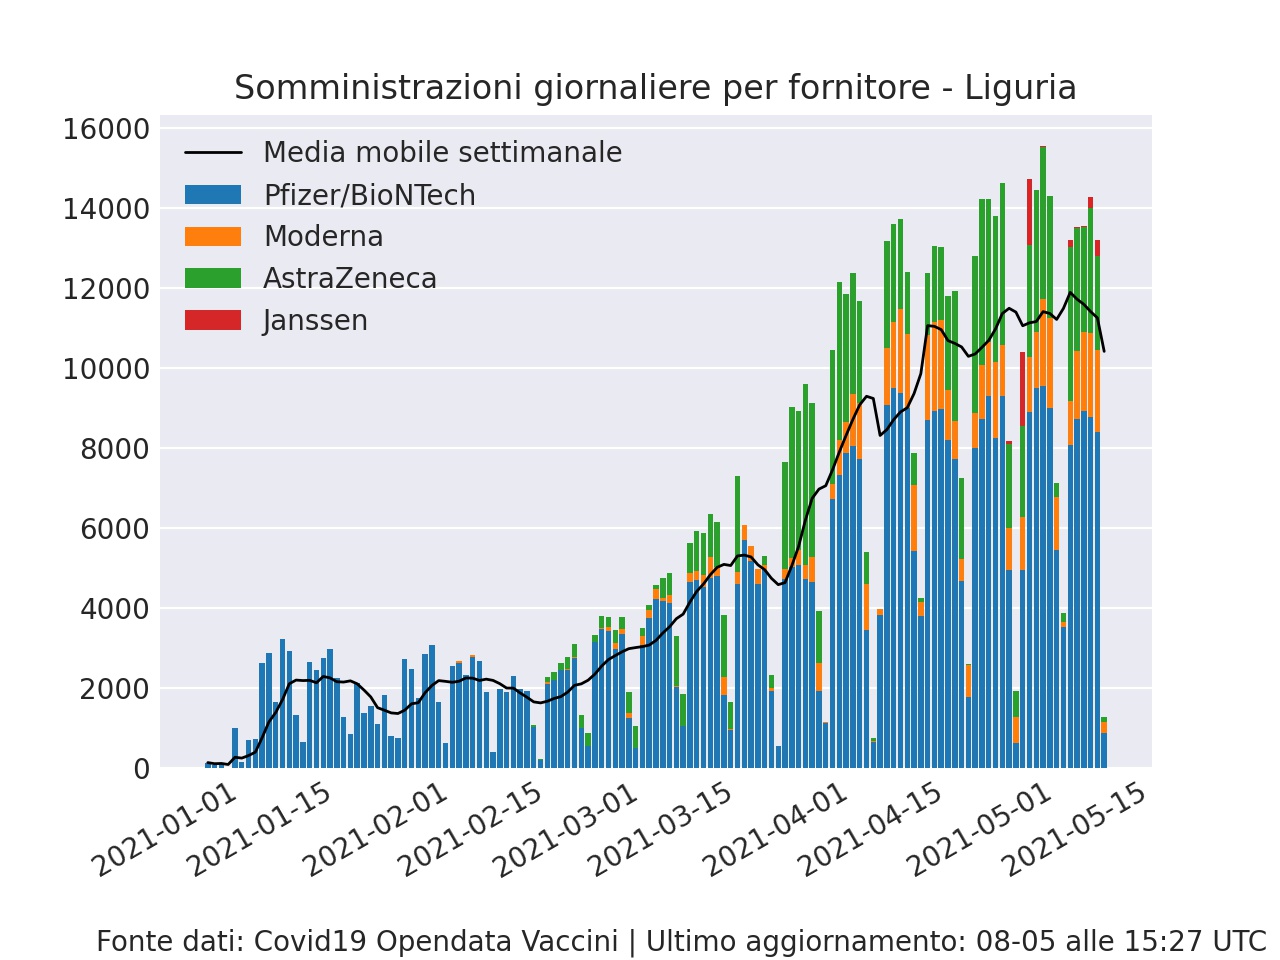 Somministrazioni giornaliere per fornitore - Liguria
16000
14000
12000
10000
8000
6000
4000
2000
0
Media mobile settimanale
Pfizer/BioNTech
Moderna
AstraZeneca
Janssen
2021-01-01
2021-01-15
2021-02-01
2021-02-15
2021-03-01
2021-03-15
2021-04-01
2021-04-15
2021-05-01
2021-05-15
Fonte dati: Covid19 Opendata Vaccini | Ultimo aggiornamento: 08-05 alle 15:27 UTC